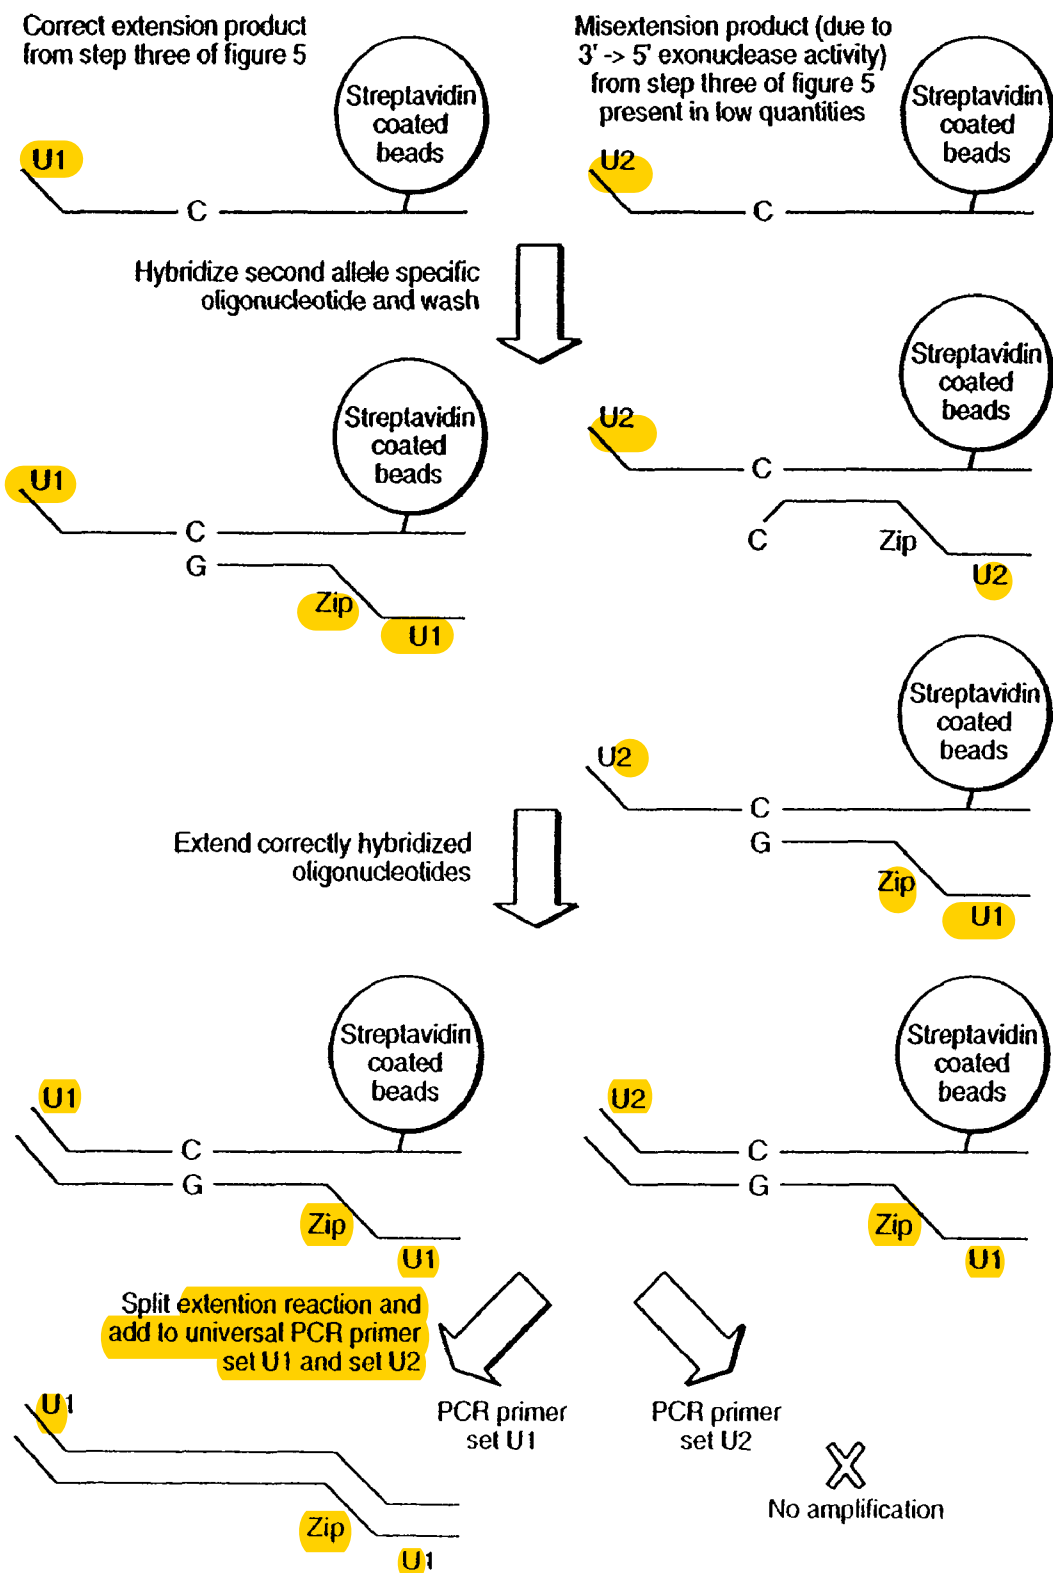 Correct extension product
from step three of figure 5
Misextension product (due to
3' -> 5' exonuclease activity)
from step three of figure 5
present in low quantities
Streptavidin
coated
beads
Streptavidin
coated
beads
U1
C
U2
C
Hybridize second allele specific
oligonucleotide and wash
Streptavidin
coated
beads
U1
C
G
Zip
U1
Streptavidin
coated
beads
U2
C
C
Zip
U2
Streptavidin
coated
beads
U2
C
G
Zip
U1
Extend correctly hybridized
oligonucleotides
Streptavidin
coated
beads
U1
C
G
Zip
U1
Streptavidin
coated
beads
U2
C
G
Zip
U1
Split extention reaction and
add to universal PCR primer
set U1 and set U2
PCR primer
set U1
PCR primer
set U2
No amplification
U1
Zip
U1